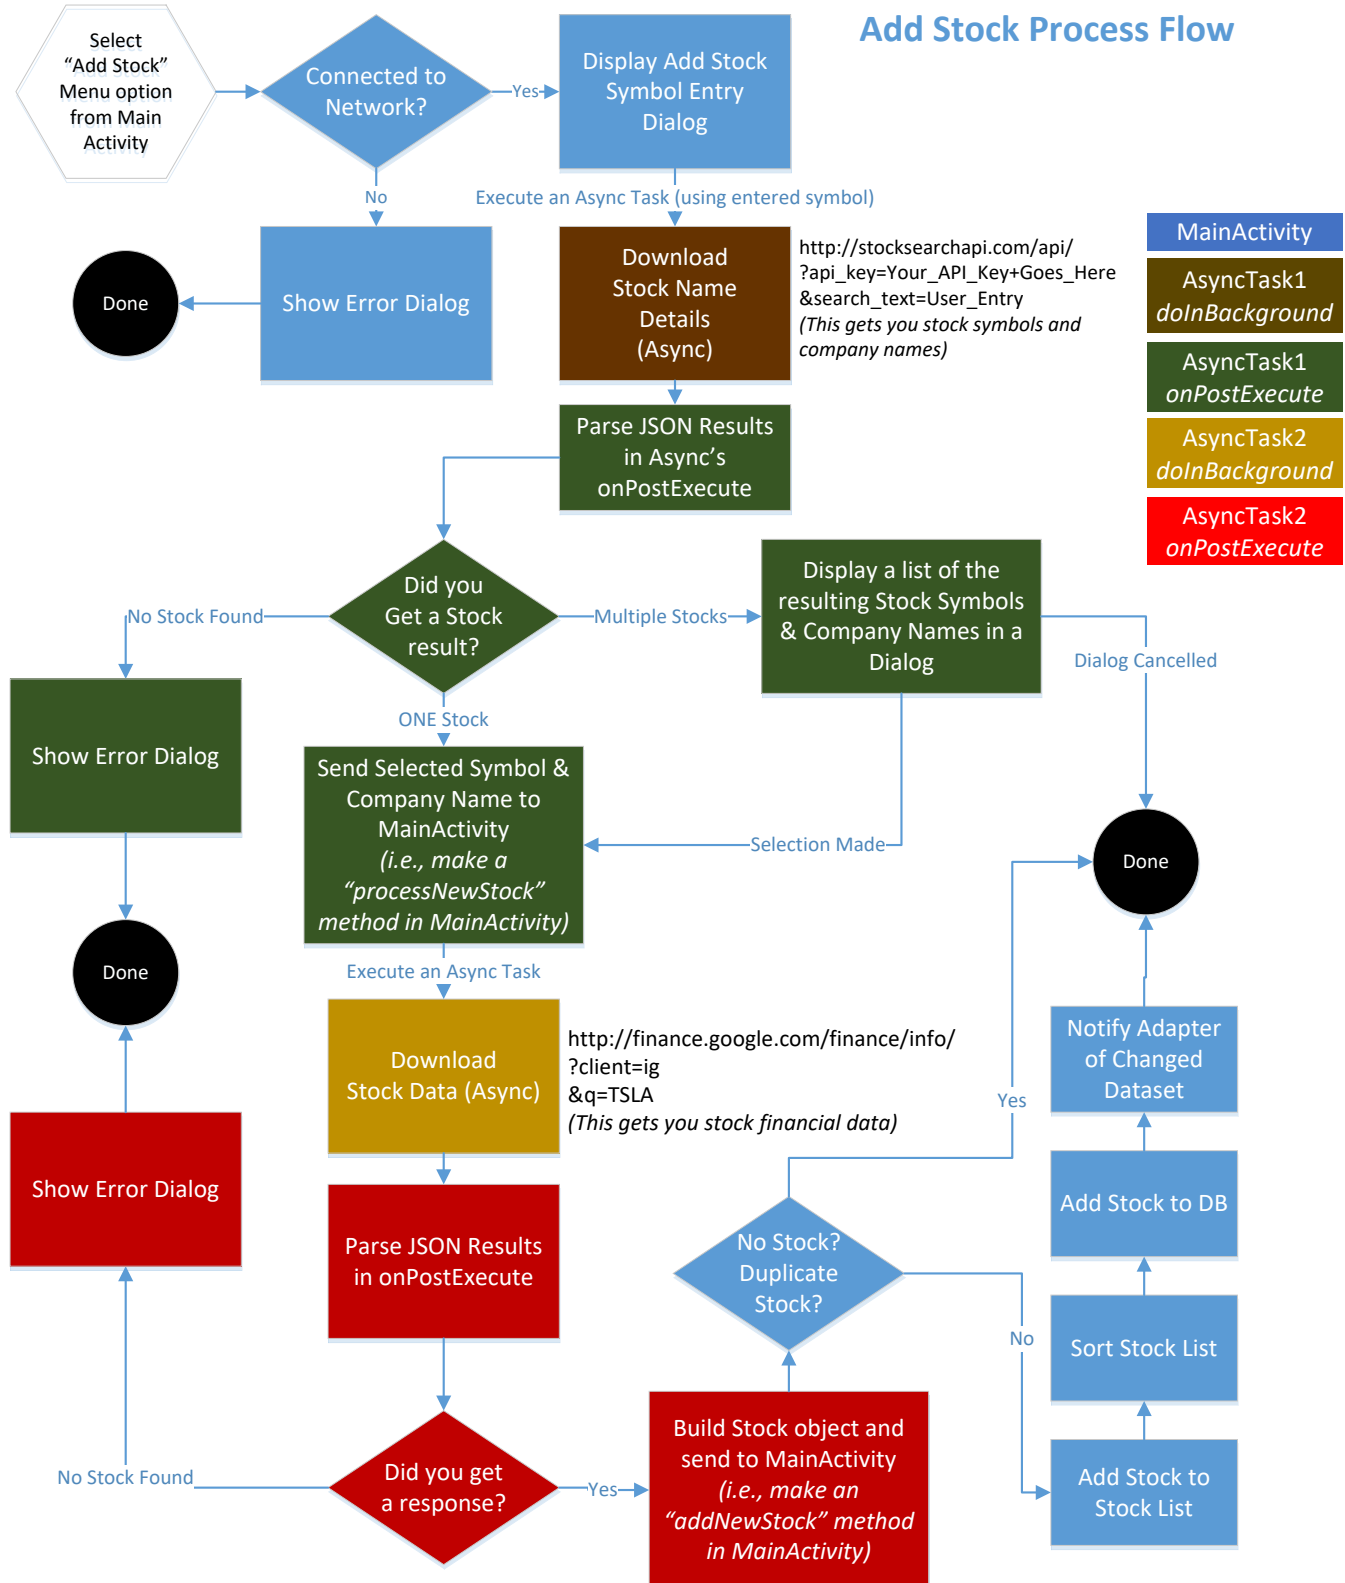 Add Stock Process Flow
Select
“Add Stock”
Menu option
from Main
Activity
Connected to
Network?
Yes
Display Add Stock
Symbol Entry
Dialog
No
Execute an Async Task (using entered symbol)
Done
Show Error Dialog
Download
Stock Name
Details
(Async)
http://stocksearchapi.com/api/
?api_key=Your_API_Key+Goes_Here
&search_text=User_Entry
(This gets you stock symbols and
company names)
MainActivity
AsyncTask1
doInBackground
AsyncTask1
onPostExecute
AsyncTask2
doInBackground
AsyncTask2
onPostExecute
Parse JSON Results
in Async’s
onPostExecute
Did you
Get a Stock
result?
No Stock Found
Multiple Stocks
Display a list of the
resulting Stock Symbols
& Company Names in a
Dialog
Dialog Cancelled
ONE Stock
Show Error Dialog
Send Selected Symbol &
Company Name to
MainActivity
(i.e., make a
“processNewStock”
method in MainActivity)
Selection Made
Done
Done
Execute an Async Task
Download
Stock Data (Async)
http://finance.google.com/finance/info/
?client=ig
&q=TSLA
(This gets you stock financial data)
Notify Adapter
of Changed
Dataset
Yes
Show Error Dialog
Parse JSON Results
in onPostExecute
No Stock?
Duplicate
Stock?
Add Stock to DB
No
Sort Stock List
No Stock Found
Did you get
a response?
Yes
Build Stock object and
send to MainActivity
(i.e., make an
“addNewStock” method
in MainActivity)
Add Stock to
Stock List